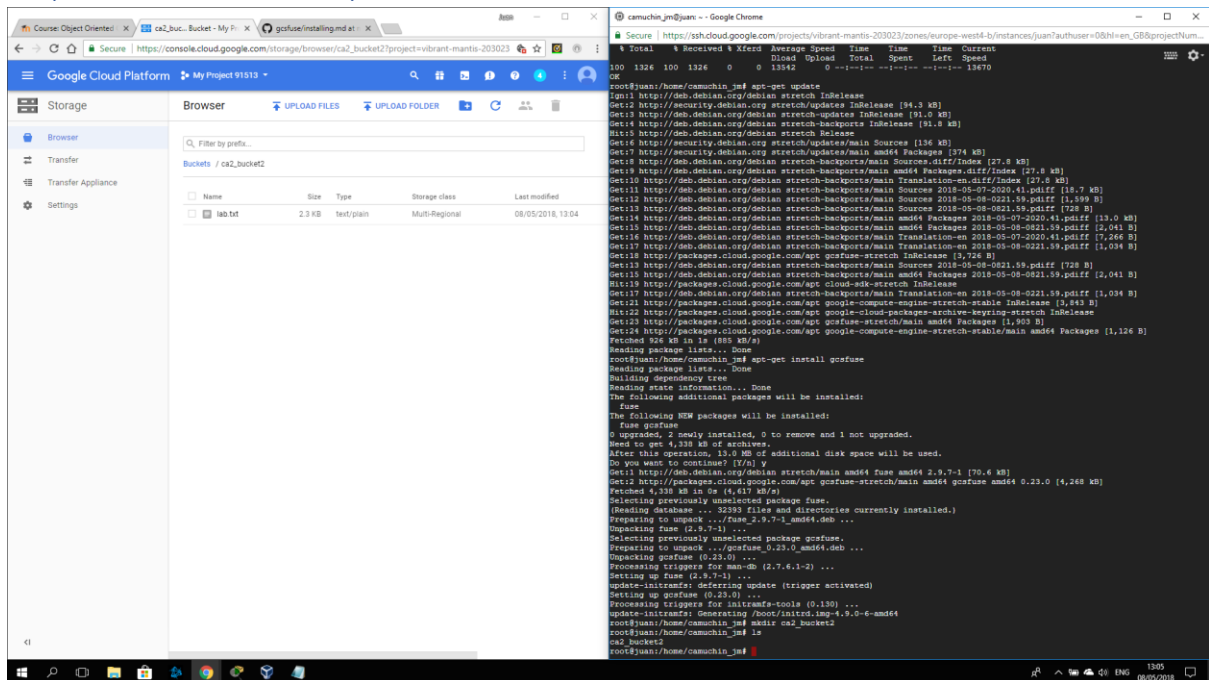 Course: Object Oriented
ca2_buc... Bucket - My Pr
gcsfuse/installing.md at
Secure | https://console.cloud.google.com/storage/browser/ca2_bucket2?project=vibrant-mantis-203023
Google Cloud Platform
My Project 91513
4
Storage
Browser
Transfer
Transfer Appliance
Settings
Browser
UPLOAD FILES
UPLOAD FOLDER
Filter by prefix...
Buckets / ca2_bucket2
Name Size Type Storage class Last modified
lab.txt 2.3 KB text/plain Multi-Regional 08/05/2018, 13:04
camuchin_jm@juan: ~ - Google Chrome
Secure | https://ssh.cloud.google.com/projects/vibrant-mantis-203023/zones/europe-west4-b/instances/juan?authuser=0&hl=en_GB&projectNum...
% Total % Received % Xferd Average Speed Time Time Time Current
Dload Upload Total Spent Left Speed
100 1326 100 1326 0 0 13542 0 --:--:-- --:--:-- --:--:-- 13670
OK
root@juan:/home/camuchin_jm# apt-get update
Ign:1 http://deb.debian.org/debian stretch InRelease
Get:2 http://security.debian.org stretch/updates InRelease [94.3 kB]
Get:3 http://deb.debian.org/debian stretch-updates InRelease [91.0 kB]
Get:4 http://deb.debian.org/debian stretch-backports InRelease [91.8 kB]
Hit:5 http://deb.debian.org/debian stretch Release
Get:6 http://security.debian.org stretch/updates/main Sources [136 kB]
Get:7 http://security.debian.org stretch/updates/main amd64 Packages [374 kB]
Get:8 http://deb.debian.org/debian stretch-backports/main Sources.diff/Index [27.8 kB]
Get:9 http://deb.debian.org/debian stretch-backports/main amd64 Packages.diff/Index [27.8 kB]
Get:10 http://deb.debian.org/debian stretch-backports/main Translation-en.diff/Index [27.8 kB]
Get:11 http://deb.debian.org/debian stretch-backports/main Sources 2018-05-07-2020.41.pdiff [18.7 kB]
Get:12 http://deb.debian.org/debian stretch-backports/main Sources 2018-05-08-0221.59.pdiff [1,599 B]
Get:13 http://deb.debian.org/debian stretch-backports/main Sources 2018-05-08-0821.59.pdiff [728 B]
Get:14 http://deb.debian.org/debian stretch-backports/main amd64 Packages 2018-05-07-2020.41.pdiff [13.0 kB]
Get:15 http://deb.debian.org/debian stretch-backports/main amd64 Packages 2018-05-08-0821.59.pdiff [2,041 B]
Get:16 http://deb.debian.org/debian stretch-backports/main Translation-en 2018-05-07-2020.41.pdiff [7,266 B]
Get:17 http://deb.debian.org/debian stretch-backports/main Translation-en 2018-05-08-0221.59.pdiff [1,034 B]
Get:18 http://packages.cloud.google.com/apt gcsfuse-stretch InRelease [3,726 B]
Get:13 http://deb.debian.org/debian stretch-backports/main Sources 2018-05-08-0821.59.pdiff [728 B]
Get:15 http://deb.debian.org/debian stretch-backports/main amd64 Packages 2018-05-08-0821.59.pdiff [2,041 B]
Hit:19 http://packages.cloud.google.com/apt cloud-sdk-stretch InRelease
Get:17 http://deb.debian.org/debian stretch-backports/main Translation-en 2018-05-08-0221.59.pdiff [1,034 B]
Get:21 http://packages.cloud.google.com/apt google-compute-engine-stretch-stable InRelease [3,843 B]
Hit:22 http://packages.cloud.google.com/apt google-cloud-packages-archive-keyring-stretch InRelease
Get:23 http://packages.cloud.google.com/apt gcsfuse-stretch/main amd64 Packages [1,903 B]
Get:24 http://packages.cloud.google.com/apt google-compute-engine-stretch-stable/main amd64 Packages [1,126 B]
Fetched 926 kB in 1s (885 kB/s)
Reading package lists... Done
root@juan:/home/camuchin_jm# apt-get install gcsfuse
Reading package lists... Done
Building dependency tree
Reading state information... Done
The following additional packages will be installed:
fuse
The following NEW packages will be installed:
fuse gcsfuse
0 upgraded, 2 newly installed, 0 to remove and 1 not upgraded.
Need to get 4,338 kB of archives.
After this operation, 13.0 MB of additional disk space will be used.
Do you want to continue? [Y/n] y
Get:1 http://deb.debian.org/debian stretch/main amd64 fuse amd64 2.9.7-1 [70.6 kB]
Get:2 http://packages.cloud.google.com/apt gcsfuse-stretch/main amd64 gcsfuse amd64 0.23.0 [4,268 kB]
Fetched 4,338 kB in 0s (4,617 kB/s)
Selecting previously unselected package fuse.
(Reading database ... 32393 files and directories currently installed.)
Preparing to unpack .../fuse_2.9.7-1_amd64.deb ...
Unpacking fuse (2.9.7-1) ...
Selecting previously unselected package gcsfuse.
Preparing to unpack .../gcsfuse_0.23.0_amd64.deb ...
Unpacking gcsfuse (0.23.0) ...
Processing triggers for man-db (2.7.6.1-2) ...
Setting up fuse (2.9.7-1) ...
update-initramfs: deferring update (trigger activated)
Setting up gcsfuse (0.23.0) ...
Processing triggers for initramfs-tools (0.130) ...
update-initramfs: Generating /boot/initrd.img-4.9.0-6-amd64
root@juan:/home/camuchin_jm# mkdir ca2_bucket2
root@juan:/home/camuchin_jm# ls
ca2_bucket2
root@juan:/home/camuchin_jm#
ENG
13:05
08/05/2018